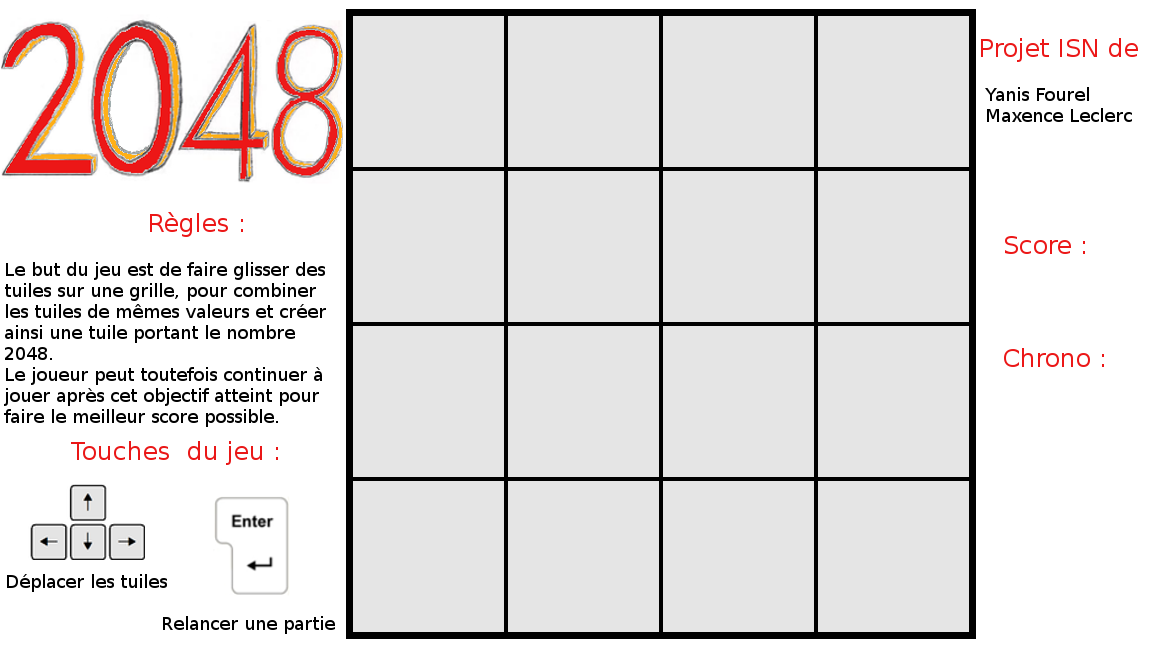 2048
Règles :
Le but du jeu est de faire glisser des
tuiles sur une grille, pour combiner
les tuiles de mêmes valeurs et créer
ainsi une tuile portant le nombre
2048.
Le joueur peut toutefois continuer à
jouer après cet objectif atteint pour
faire le meilleur score possible.
Touches  du jeu :
↑
← ↓ →
Déplacer les tuiles
Enter
↵
Relancer une partie
Projet ISN de
Yanis Fourel
Maxence Leclerc
Score :
Chrono :